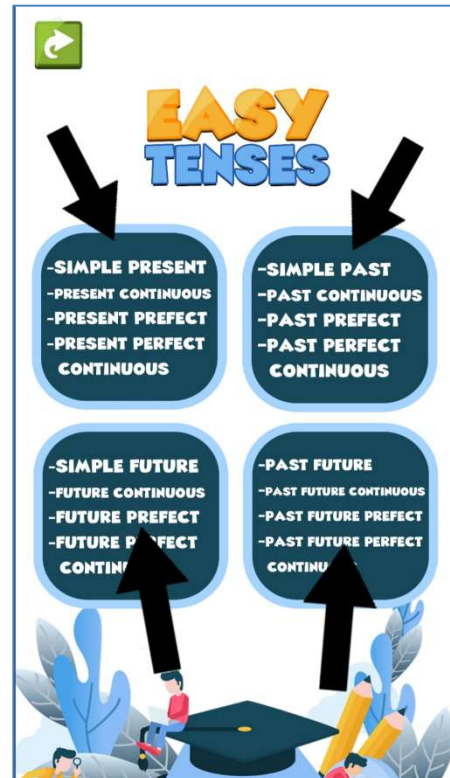 EASY
TENSES
-SIMPLE PRESENT
-PRESENT CONTINUOUS
-PRESENT PREFECT
-PRESENT PERFECT
CONTINUOUS
-SIMPLE PAST
-PAST CONTINUOUS
-PAST PREFECT
-PAST PERFECT
CONTINUOUS
-SIMPLE FUTURE
-FUTURE CONTINUOUS
-FUTURE PREFECT
-FUTURE PERFECT
-PAST FUTURE
-PAST FUTURE CONTINUOUS
-PAST FUTURE PREFECT
-PAST FUTURE PERFECT